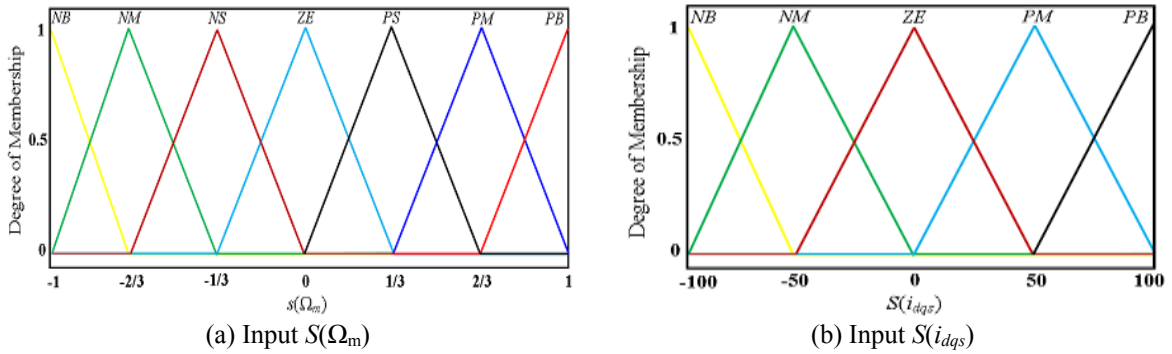 NB NM NS ZE PS PM PB
1
Degree of Membership
0.5
0
-1 -2/3 -1/3 0 1/3 2/3 1
s(Ωm)
(a) Input S(Ωm)
NB NM ZE PM PB
1
Degree of Membership
0.5
0
-100 -50 0 50 100
S(idqs)
(b) Input S(idqs)